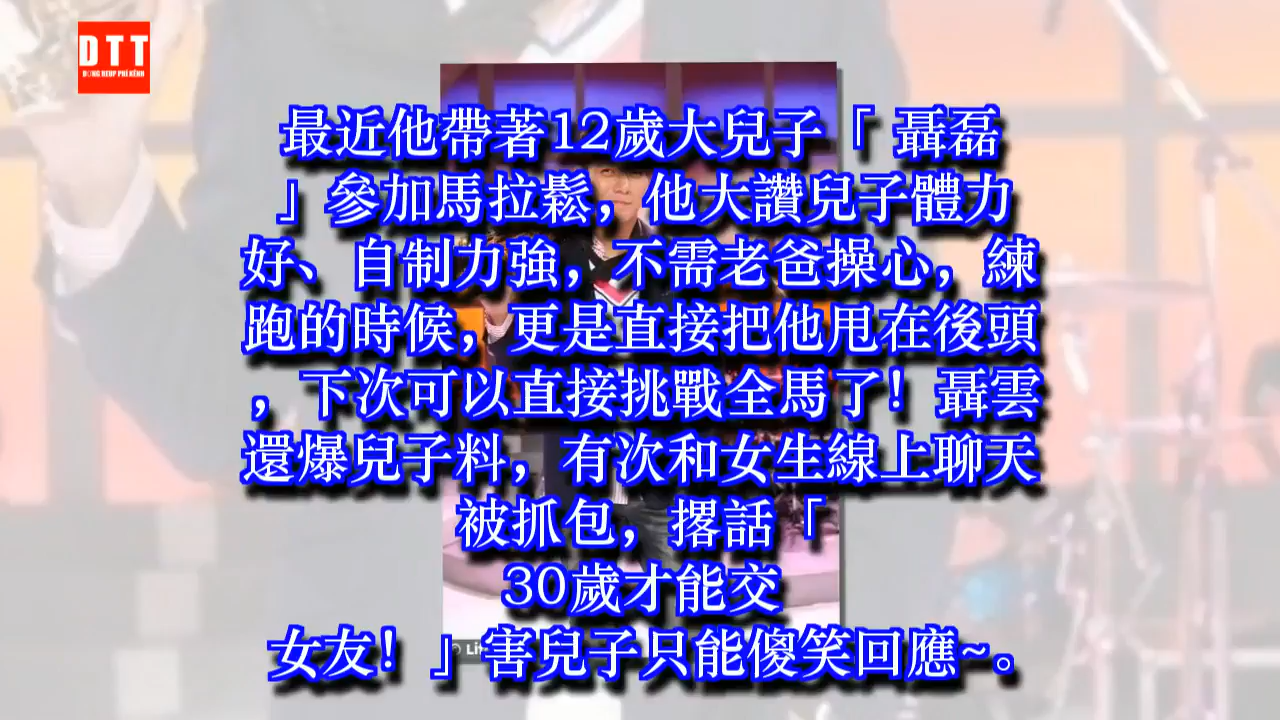 DTT
最近他帶著12歲大兒子「 聶磊
」參加馬拉鬆，他大讚兒子體力
好、自制力強，不需老爸操心，練
跑的時候，更是直接把他甩在後頭
，下次可以直接挑戰全馬了！聶雲
還爆兒子料，有次和女生線上聊天
被抓包，撂話「
30歲才能交
女友！」害兒子只能傻笑回應~。